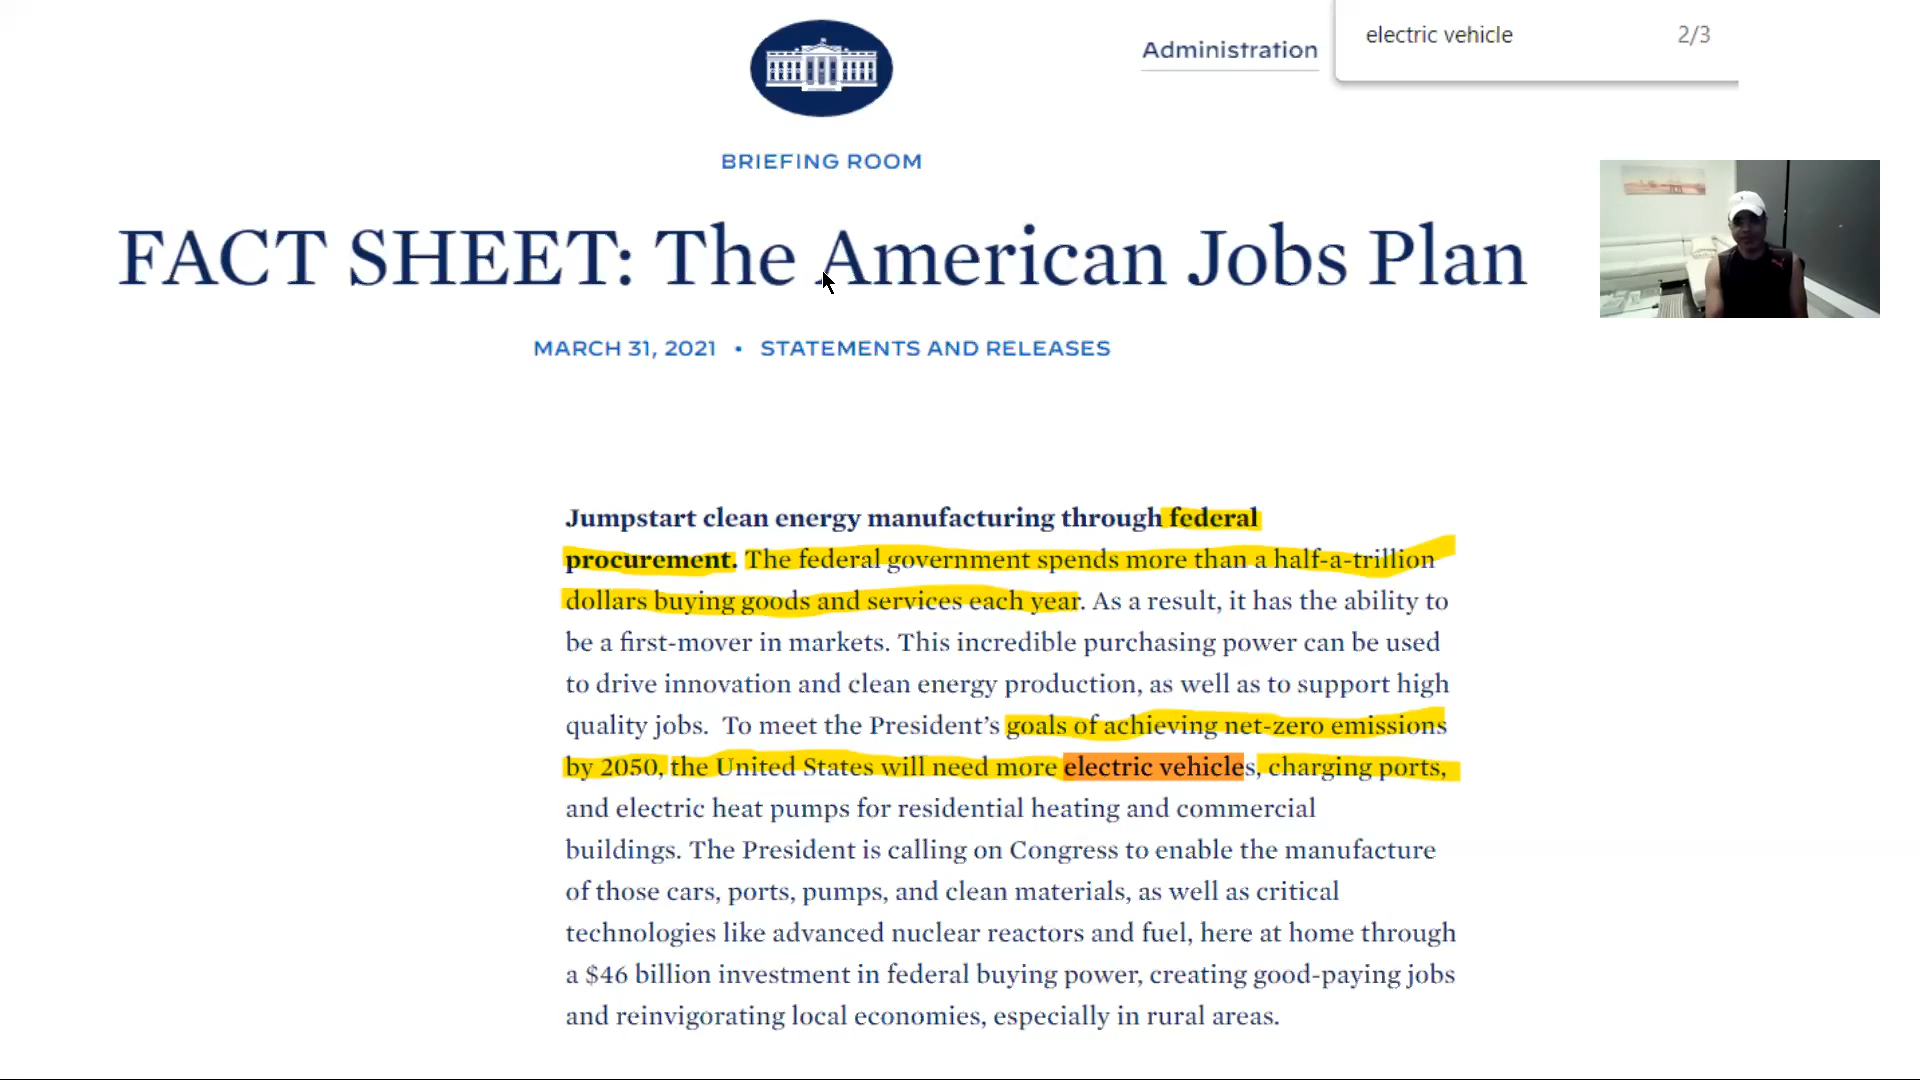 Administration
electric vehicle 2/3
BRIEFING ROOM
FACT SHEET: The American Jobs Plan
MARCH 31, 2021 • STATEMENTS AND RELEASES
Jumpstart clean energy manufacturing through federal
procurement. The federal government spends more than a half-a-trillion
dollars buying goods and services each year. As a result, it has the ability to
be a first-mover in markets. This incredible purchasing power can be used
to drive innovation and clean energy production, as well as to support high
quality jobs.  To meet the President’s goals of achieving net-zero emissions
by 2050, the United States will need more electric vehicles, charging ports,
and electric heat pumps for residential heating and commercial
buildings. The President is calling on Congress to enable the manufacture
of those cars, ports, pumps, and clean materials, as well as critical
technologies like advanced nuclear reactors and fuel, here at home through
a $46 billion investment in federal buying power, creating good-paying jobs
and reinvigorating local economies, especially in rural areas.